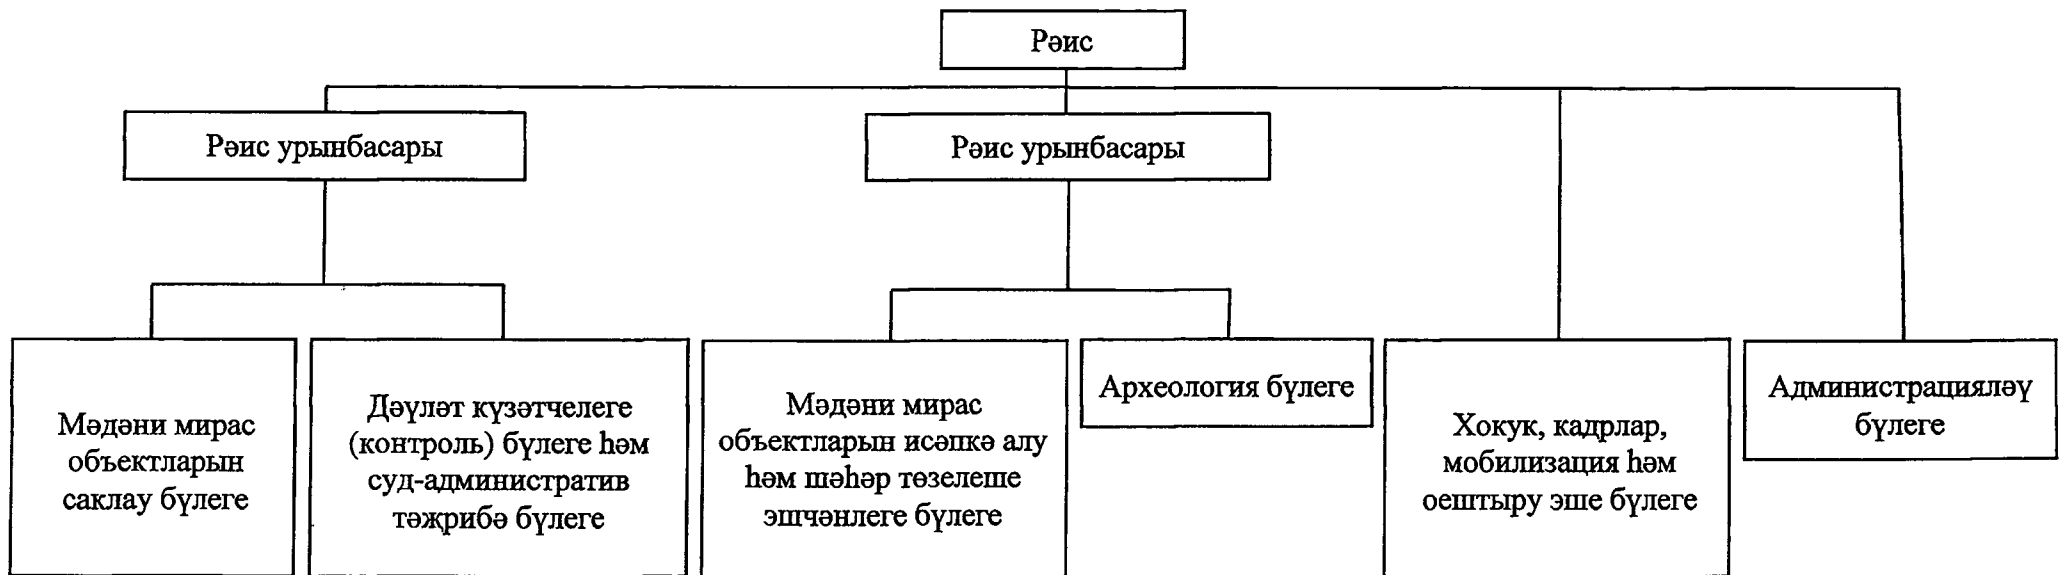 Рәис
Рәис урынбасары
Рәис урынбасары
Мәдәни мирас
объектларын
саклау бүлеге
Дәүләт күзәтчелеге
(контроль) бүлеге һәм
суд-административ
тәҗрибә бүлеге
Мәдәни мирас
объектларын исәпкә алу
һәм шәһәр төзелеше
эшчәнлеге бүлеге
Археология бүлеге
Хокук, кадрлар,
мобилизация һәм
оештыру эше бүлеге
Администрацияләү
бүлеге